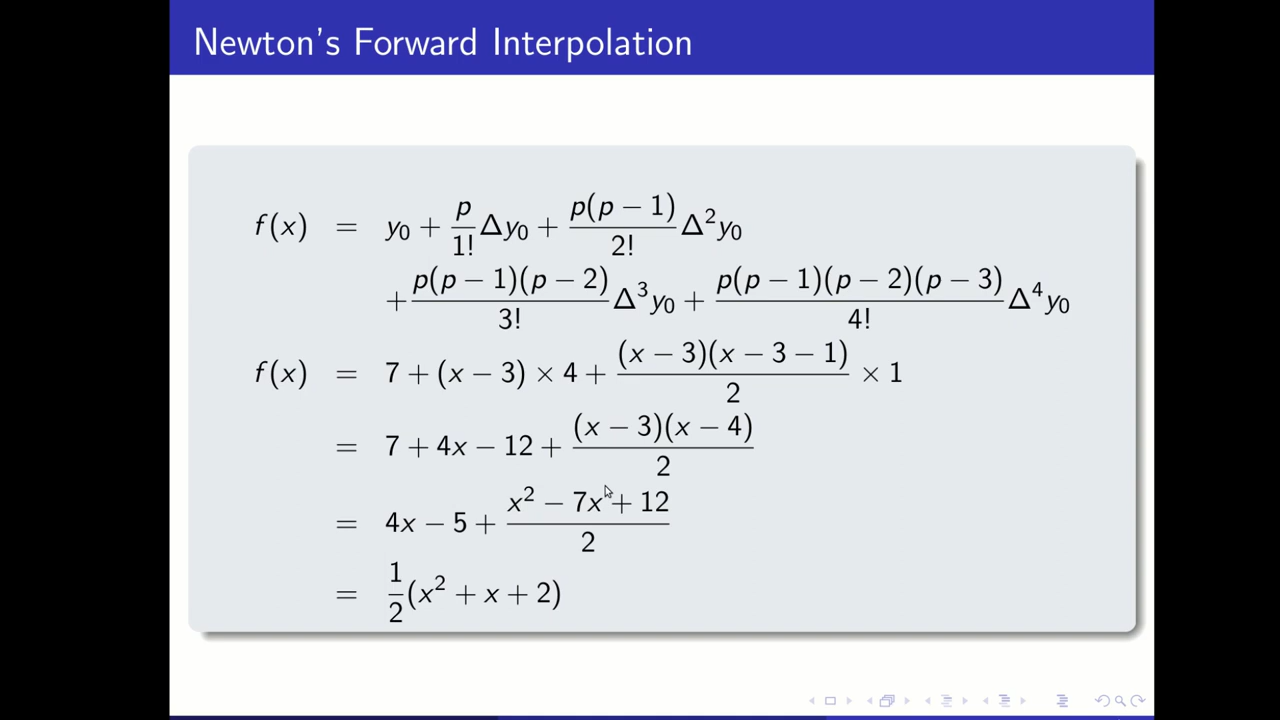 Newton's Forward Interpolation
f(x) = y₀ + p/1! Δy₀ + p(p − 1)/2! Δ²y₀
+ p(p − 1)(p − 2)/3! Δ³y₀ + p(p − 1)(p − 2)(p − 3)/4! Δ⁴y₀
f(x) = 7 + (x − 3) × 4 + (x − 3)(x − 3 − 1)/2 × 1
= 7 + 4x − 12 + (x − 3)(x − 4)/2
= 4x − 5 + x² − 7x + 12/2
= 1/2(x² + x + 2)